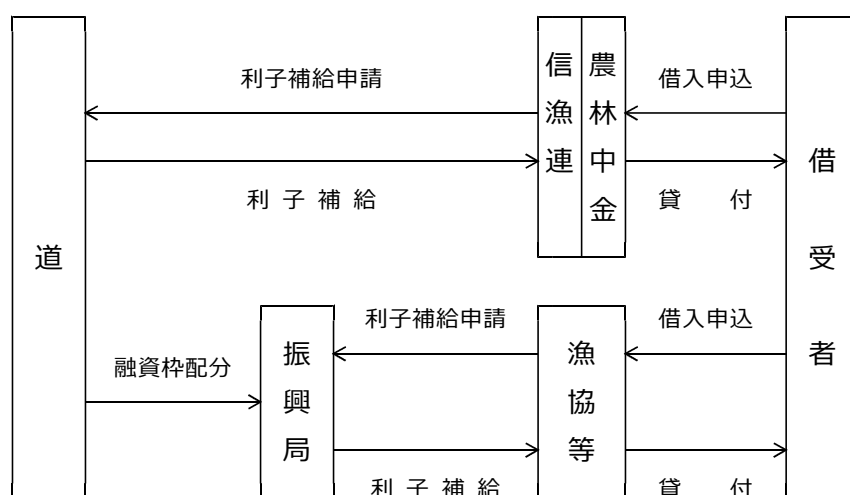 道
利子補給申請
利子補給
信漁連
農林中金
借入申込
貸付
借受者
融資枠配分
振興局
利子補給申請
利子補給
漁協等
借入申込
貸付